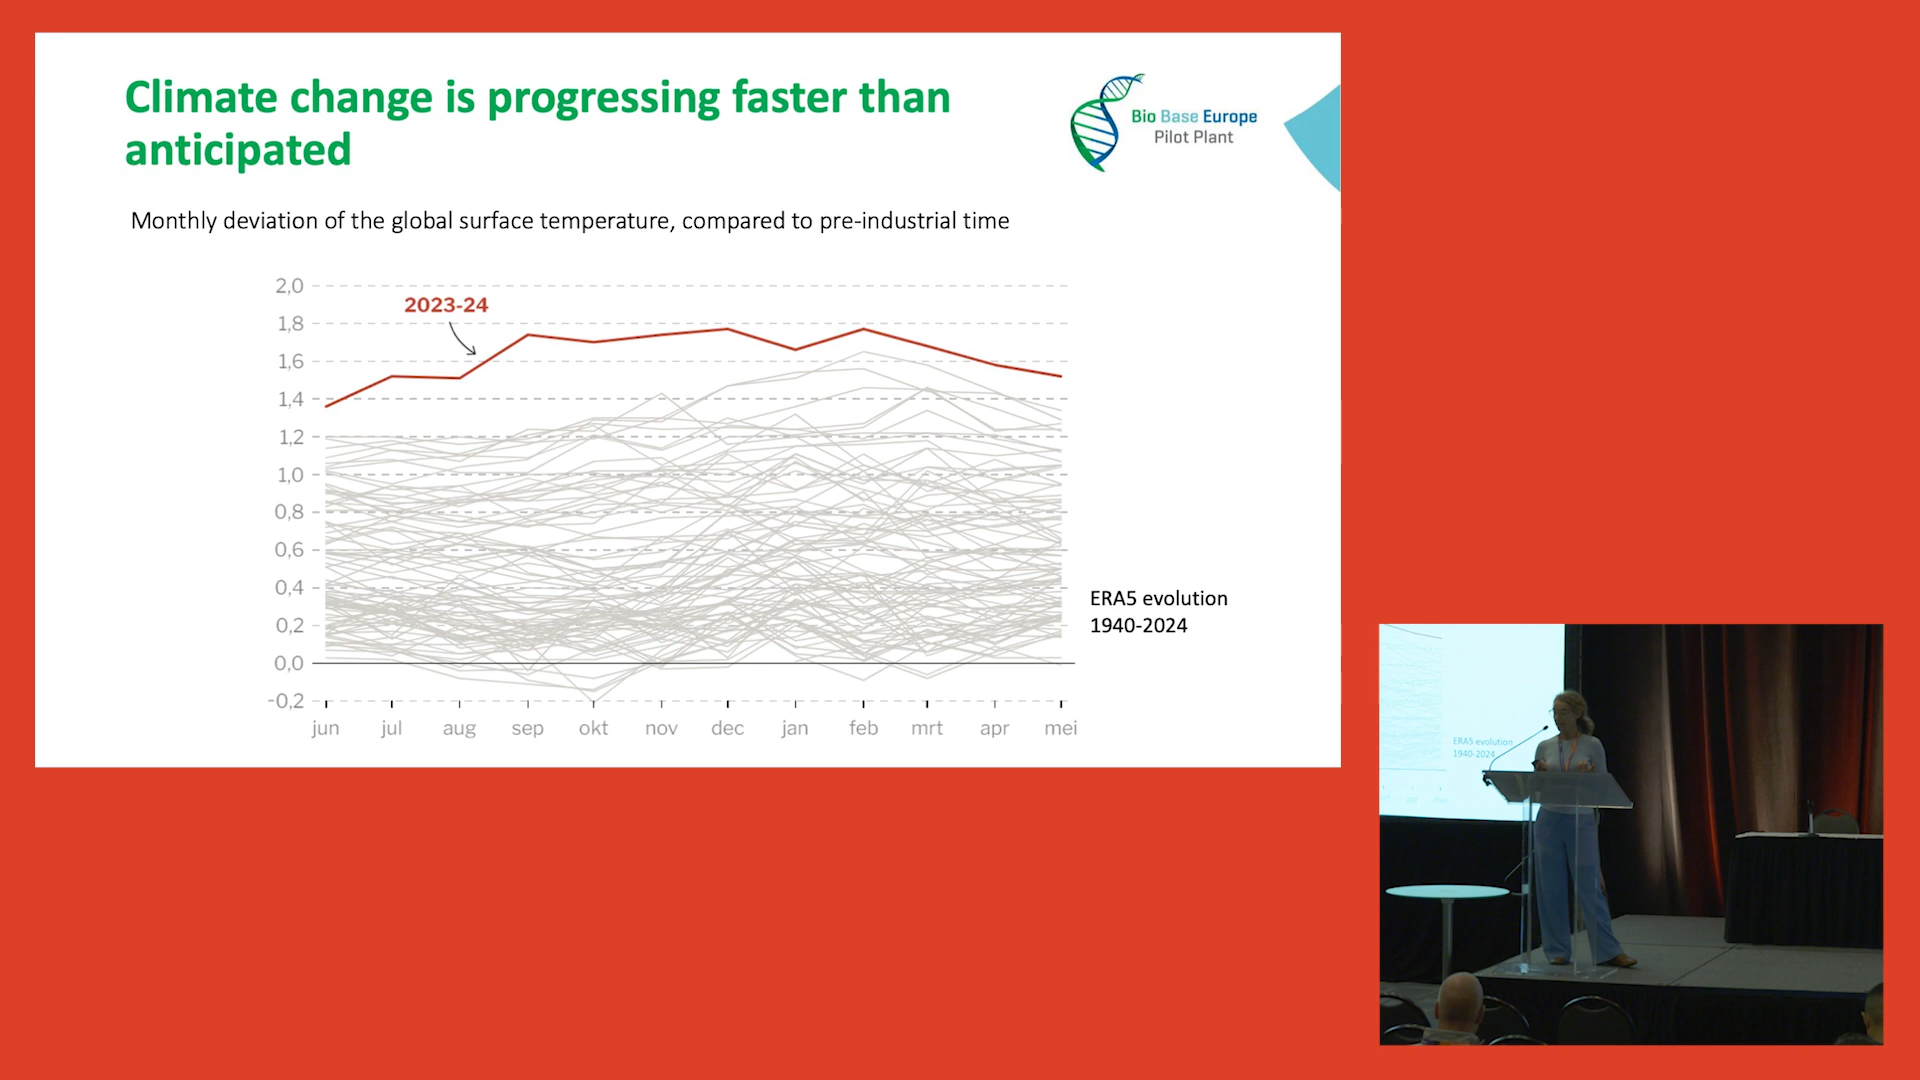 Climate change is progressing faster than
anticipated
Bio Base Europe
Pilot Plant
Monthly deviation of the global surface temperature, compared to pre-industrial time
2,0
2023-24
1,8
1,6
1,4
1,2
1,0
0,8
0,6
0,4
0,2
0,0
-0,2
jun jul aug sep okt nov dec jan feb mrt apr mei
ERA5 evolution
1940-2024
ERA5 evolution
1940-2024